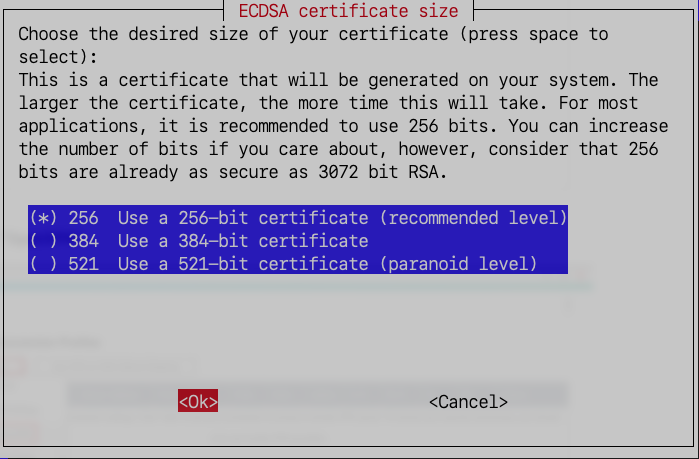 ECDSA certificate size
Choose the desired size of your certificate (press space to
select):
This is a certificate that will be generated on your system. The
larger the certificate, the more time this will take. For most
applications, it is recommended to use 256 bits. You can increase
the number of bits if you care about, however, consider that 256
bits are already as secure as 3072 bit RSA.
(*) 256  Use a 256-bit certificate (recommended level)
( ) 384  Use a 384-bit certificate
( ) 521  Use a 521-bit certificate (paranoid level)
<Ok> <Cancel>